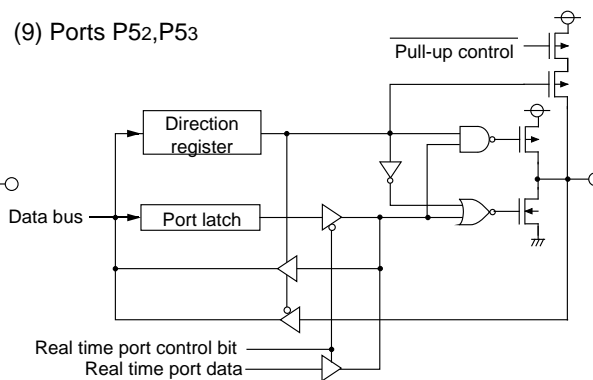 (9) Ports P52,P53
Pull-up control
Direction
register
Data bus
Port latch
Real time port control bit
Real time port data